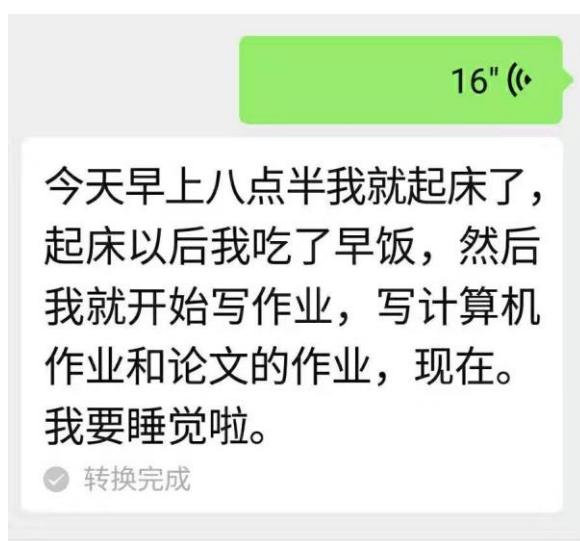 16"
今天早上八点半我就起床了，
起床以后我吃了早饭，然后
我就开始写作业，写计算机
作业和论文的作业，现在。
我要睡觉啦。
转换完成